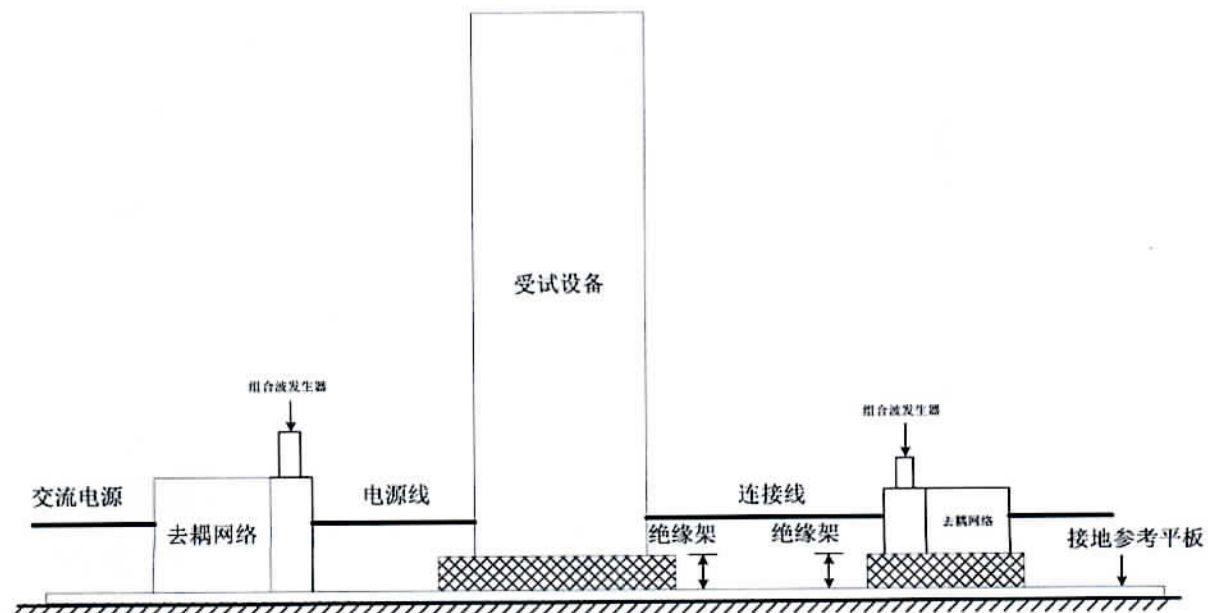 受试设备
组合波发生器
组合波发生器
交流电源
电源线
连接线
去耦网络
去耦网络
绝缘架
绝缘架
接地参考平板